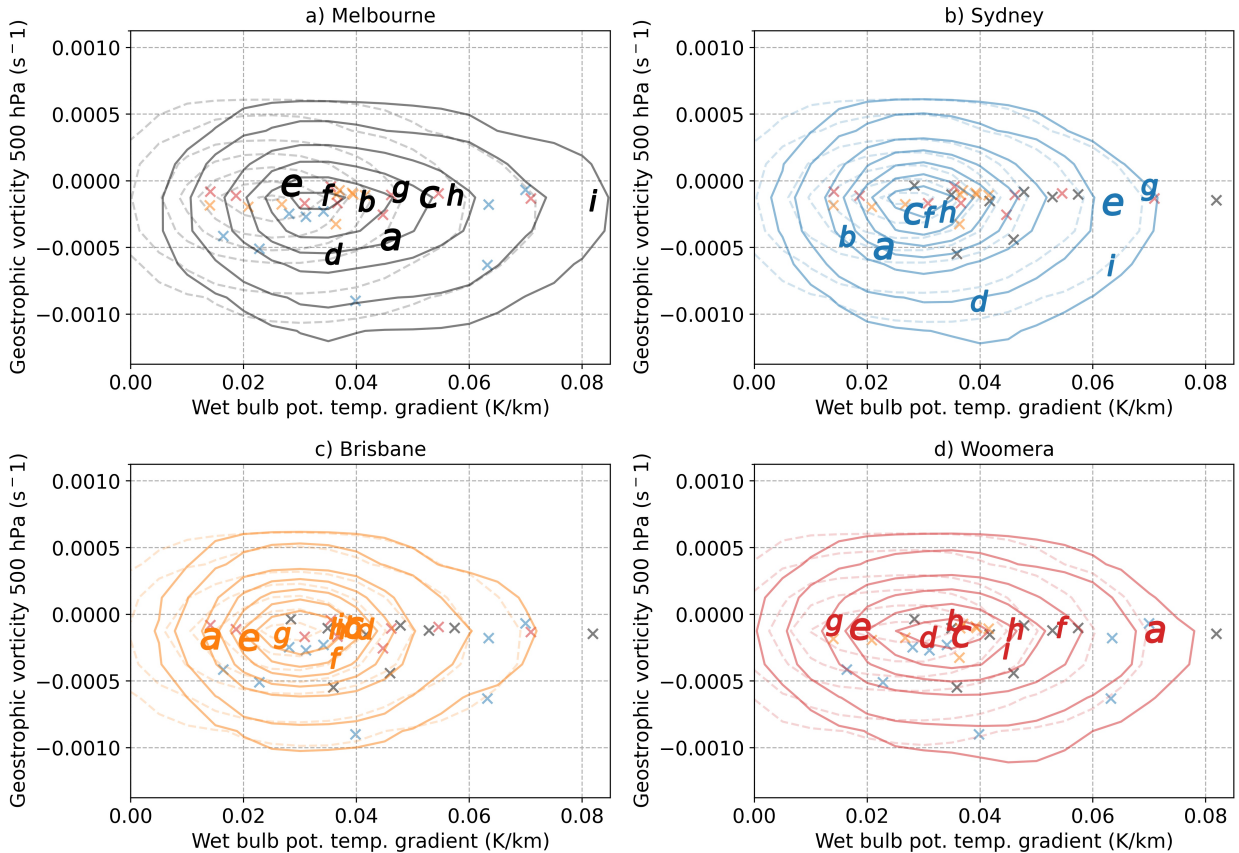 a) Melbourne
0.0010
0.0005
0.0000
−0.0005
−0.0010
Geostrophic vorticity 500 hPa (s⁻1)
e
f
b
g
c
h
i
d
a
0.00 0.02 0.04 0.06 0.08
Wet bulb pot. temp. gradient (K/km)
b) Sydney
0.0010
0.0005
0.0000
−0.0005
−0.0010
Geostrophic vorticity 500 hPa (s⁻1)
g
e
c
f
h
b
a
i
d
0.00 0.02 0.04 0.06 0.08
Wet bulb pot. temp. gradient (K/km)
c) Brisbane
0.0010
0.0005
0.0000
−0.0005
−0.0010
Geostrophic vorticity 500 hPa (s⁻1)
a
e
g
i
h
b
c
d
f
0.00 0.02 0.04 0.06 0.08
Wet bulb pot. temp. gradient (K/km)
d) Woomera
0.0010
0.0005
0.0000
−0.0005
−0.0010
Geostrophic vorticity 500 hPa (s⁻1)
g
e
d
b
c
h
i
f
a
0.00 0.02 0.04 0.06 0.08
Wet bulb pot. temp. gradient (K/km)